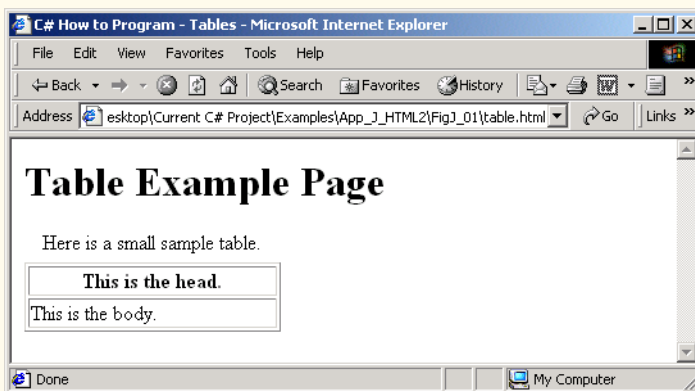 C# How to Program - Tables - Microsoft Internet Explorer
File Edit View Favorites Tools Help
Back Search Favorites History »
Address esktop\Current C# Project\Examples\App_J_HTML2\FigJ_01\table.html Go Links »
Table Example Page
Here is a small sample table.
This is the head.
This is the body.
Done My Computer